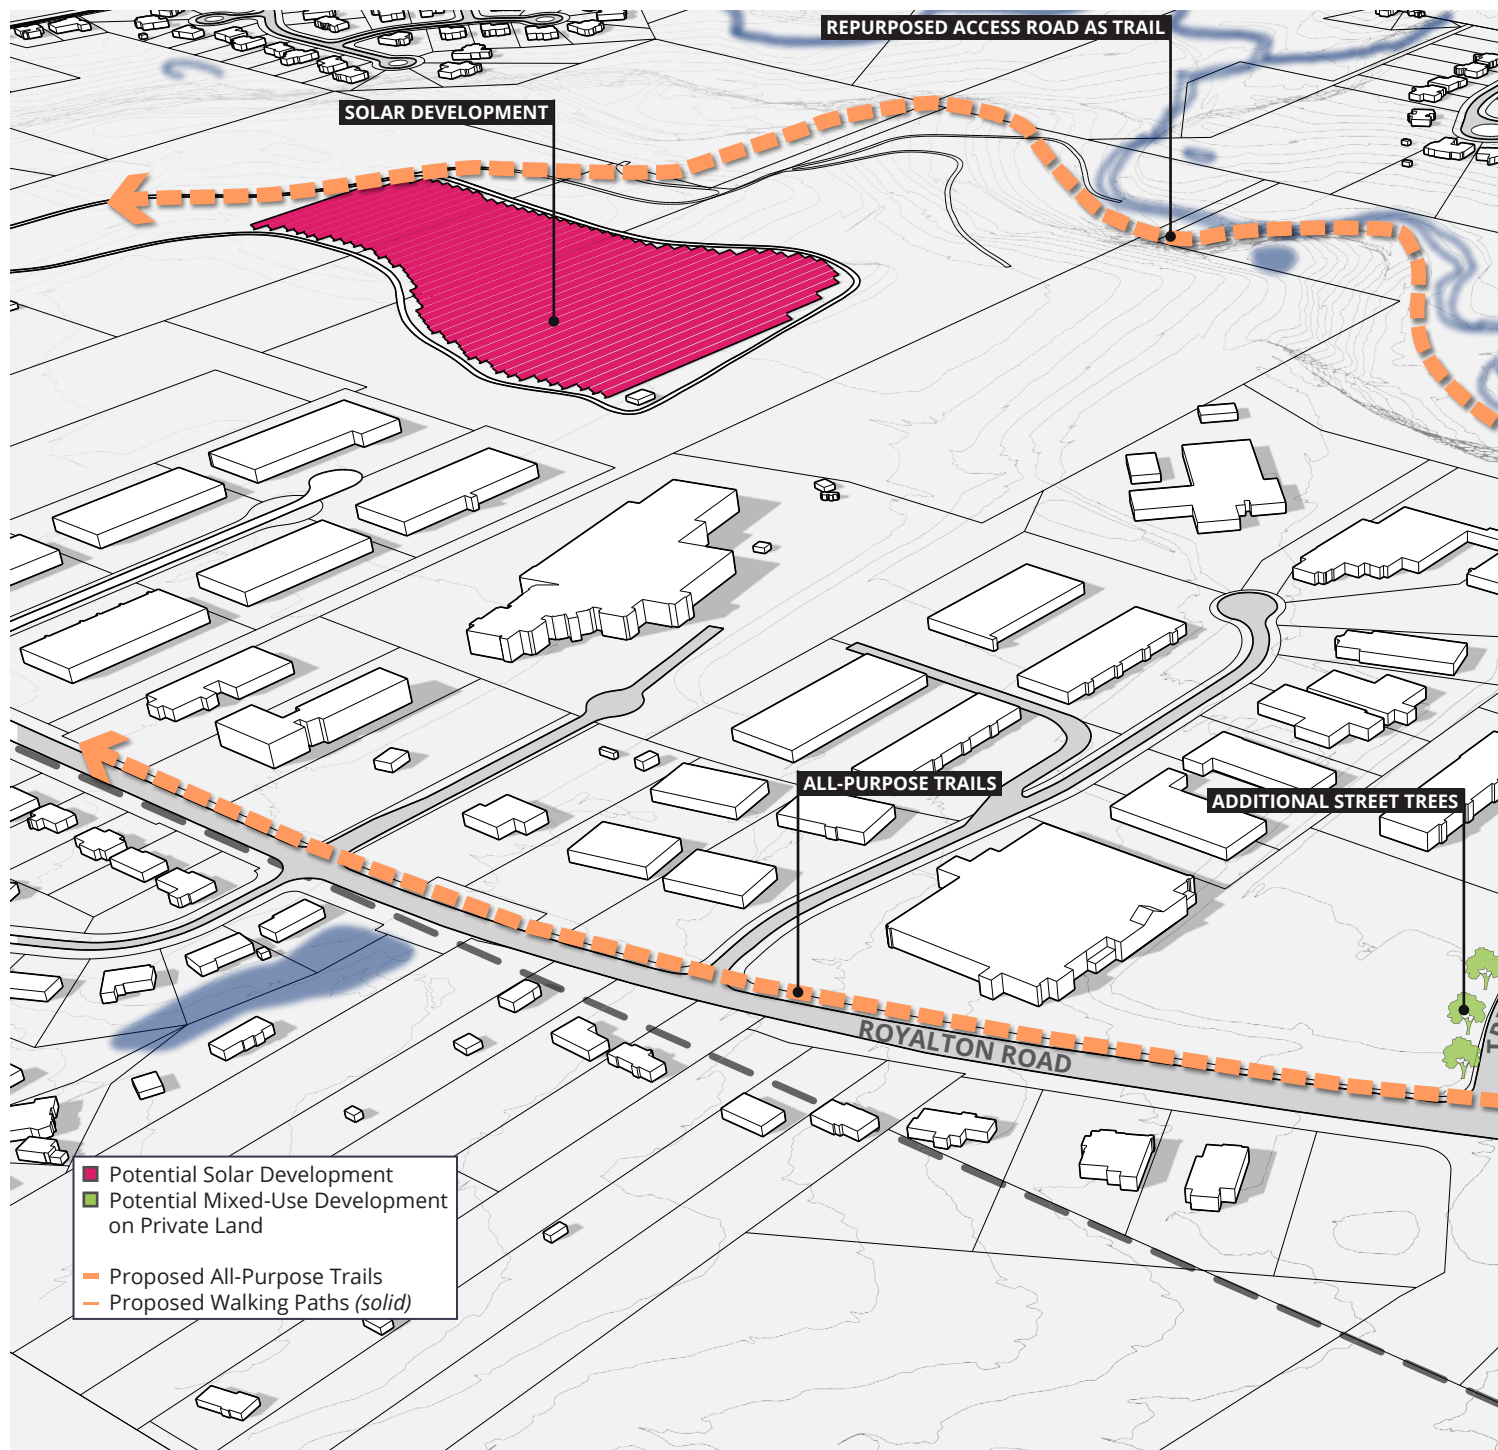 REPURPOSED ACCESS ROAD AS TRAIL
SOLAR DEVELOPMENT
ALL-PURPOSE TRAILS
ADDITIONAL STREET TREES
ROYALTON ROAD
Potential Solar Development
Potential Mixed-Use Development
on Private Land
Proposed All-Purpose Trails
Proposed Walking Paths (solid)